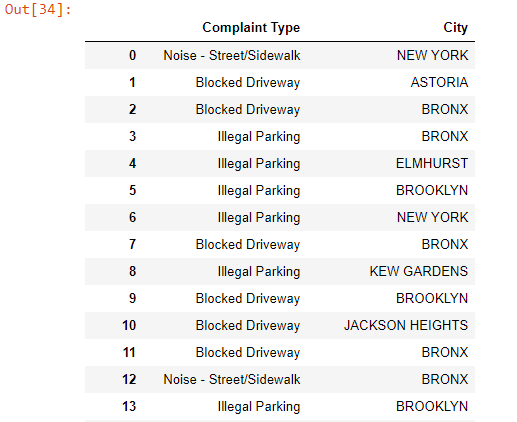 Out[34]:
Complaint Type City
0 Noise - Street/Sidewalk NEW YORK
1 Blocked Driveway ASTORIA
2 Blocked Driveway BRONX
3 Illegal Parking BRONX
4 Illegal Parking ELMHURST
5 Illegal Parking BROOKLYN
6 Illegal Parking NEW YORK
7 Blocked Driveway BRONX
8 Illegal Parking KEW GARDENS
9 Blocked Driveway BROOKLYN
10 Blocked Driveway JACKSON HEIGHTS
11 Blocked Driveway BRONX
12 Noise - Street/Sidewalk BRONX
13 Illegal Parking BROOKLYN